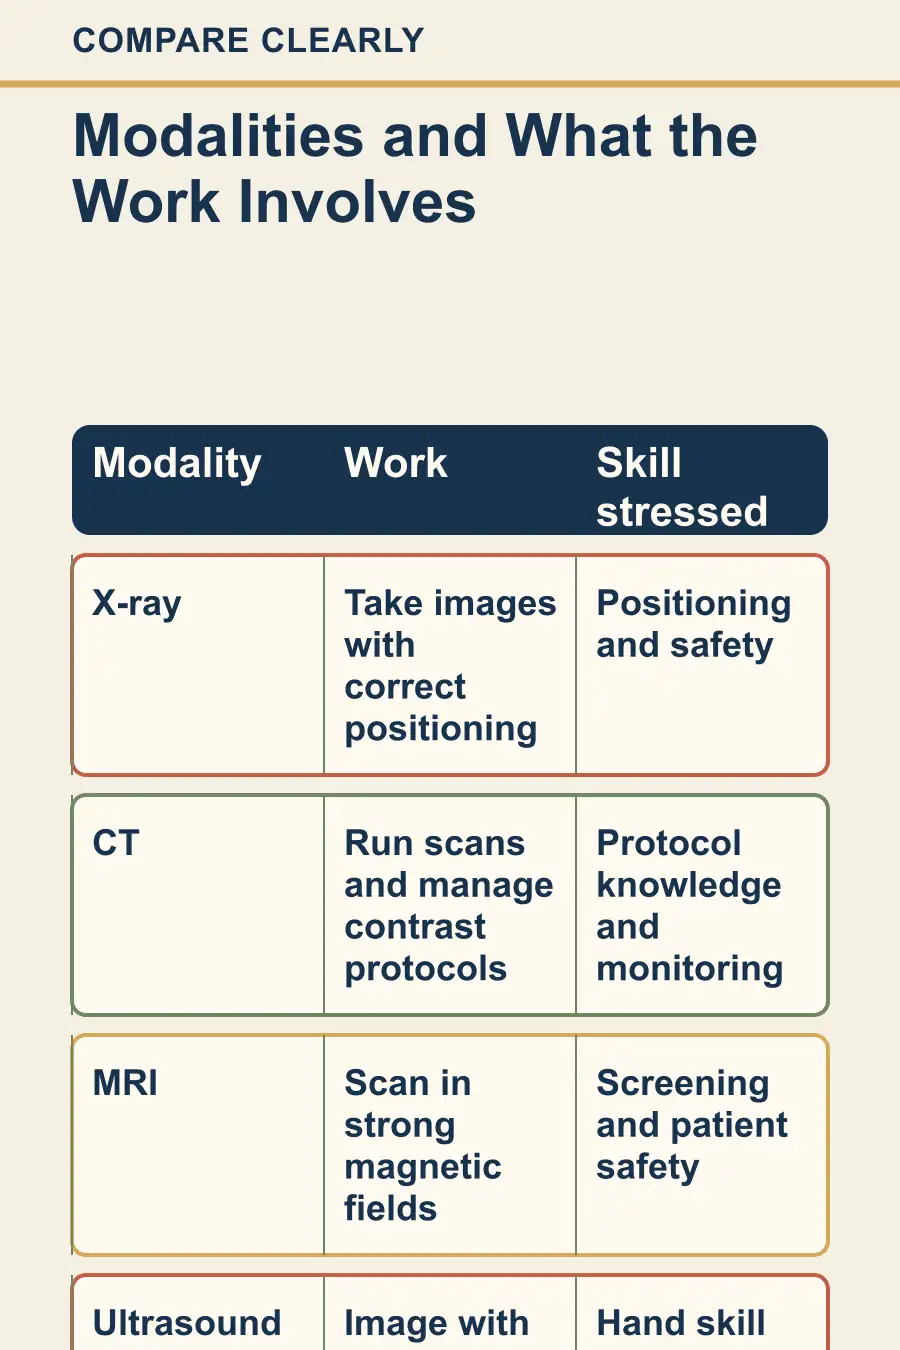 COMPARE CLEARLY
Modalities and What the
Work Involves
Modality
Work
Skill
stressed
X-ray
Take images
with
correct
positioning
Positioning
and safety
CT
Run scans
and manage
contrast
protocols
Protocol
knowledge
and
monitoring
MRI
Scan in
strong
magnetic
fields
Screening
and patient
safety
Ultrasound
Image with
Hand skill